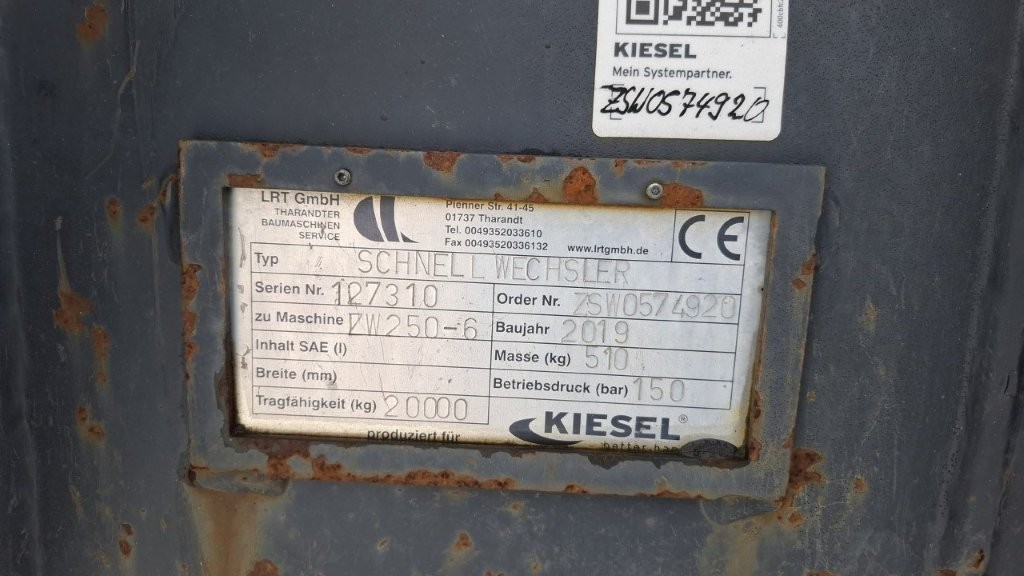 KIESEL
Mein Systempartner.
ZSW0574920
LRT GmbH
THARANDTER
BAUMASCHINEN
SERVICE
Pienner Str. 41-45
01737 Tharandt
Tel. 0049352033610
Fax 00493520336132 www.lrtgmbh.de
CE
Typ SCHNELLWECHSLER
Serien Nr. 127310 Order Nr. ZSW0574920
zu Maschine ZW250-6 Baujahr 2019
Inhalt SAE (l) Masse (kg) 510
Breite (mm) Betriebsdruck (bar) 150
Tragfähigkeit (kg) 20000
produziert für KIESEL®